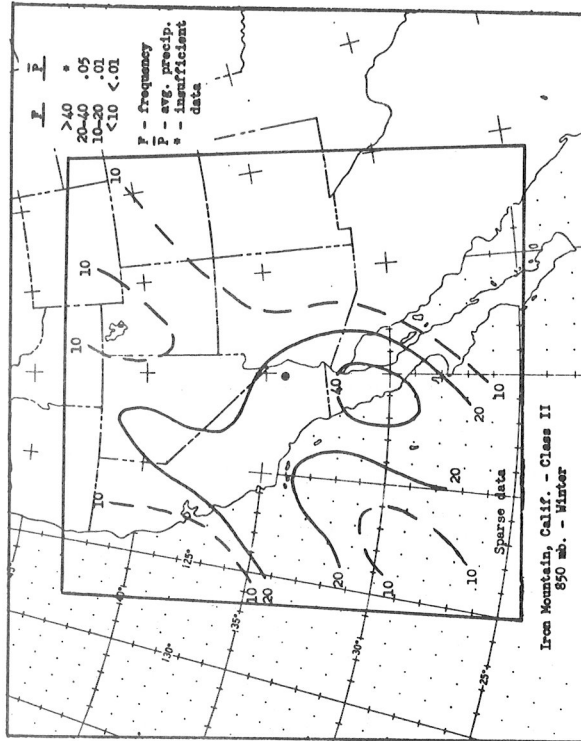 F P̄
>40 *
20-40 .05
10-20 .01
<10 <.01
F - frequency
P̄ - avg. precip.
* - insufficient
data
10
10
10
10
40°
125°
130°
35°
30°
25°
40
10
20
20
10
10
20
20
10
Sparse data
Iron Mountain, Calif. - Class II
850 mb. - Winter